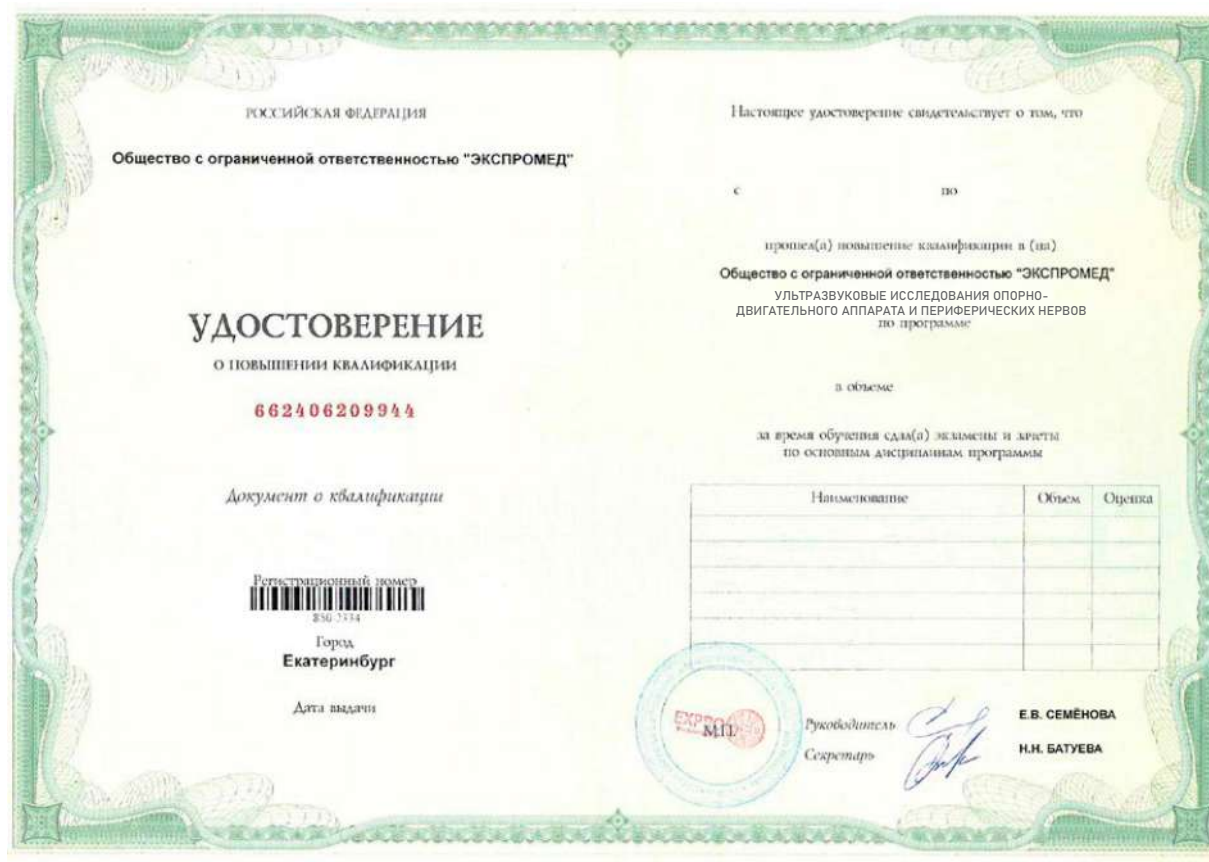 РОССИЙСКАЯ ФЕДЕРАЦИЯ
Общество с ограниченной ответственностью "ЭКСПРОМЕД"
УДОСТОВЕРЕНИЕ
О ПОВЫШЕНИИ КВАЛИФИКАЦИИ
662406209944
Документ о квалификации
Регистрационный номер
850-2334
Город
Екатеринбург
Дата выдачи
Настоящее удостоверение свидетельствует о том, что
с по
прошел(а) повышение квалификации в (на)
Общество с ограниченной ответственностью "ЭКСПРОМЕД"
УЛЬТРАЗВУКОВЫЕ ИССЛЕДОВАНИЯ ОПОРНО-
ДВИГАТЕЛЬНОГО АППАРАТА И ПЕРИФЕРИЧЕСКИХ НЕРВОВ
по программе
в объеме
за время обучения сдал(а) экзамены и зачеты
по основным дисциплинам программы
Наименование Объем Оценка
М.П.
Руководитель Е.В. СЕМЁНОВА
Секретарь Н.Н. БАТУЕВА